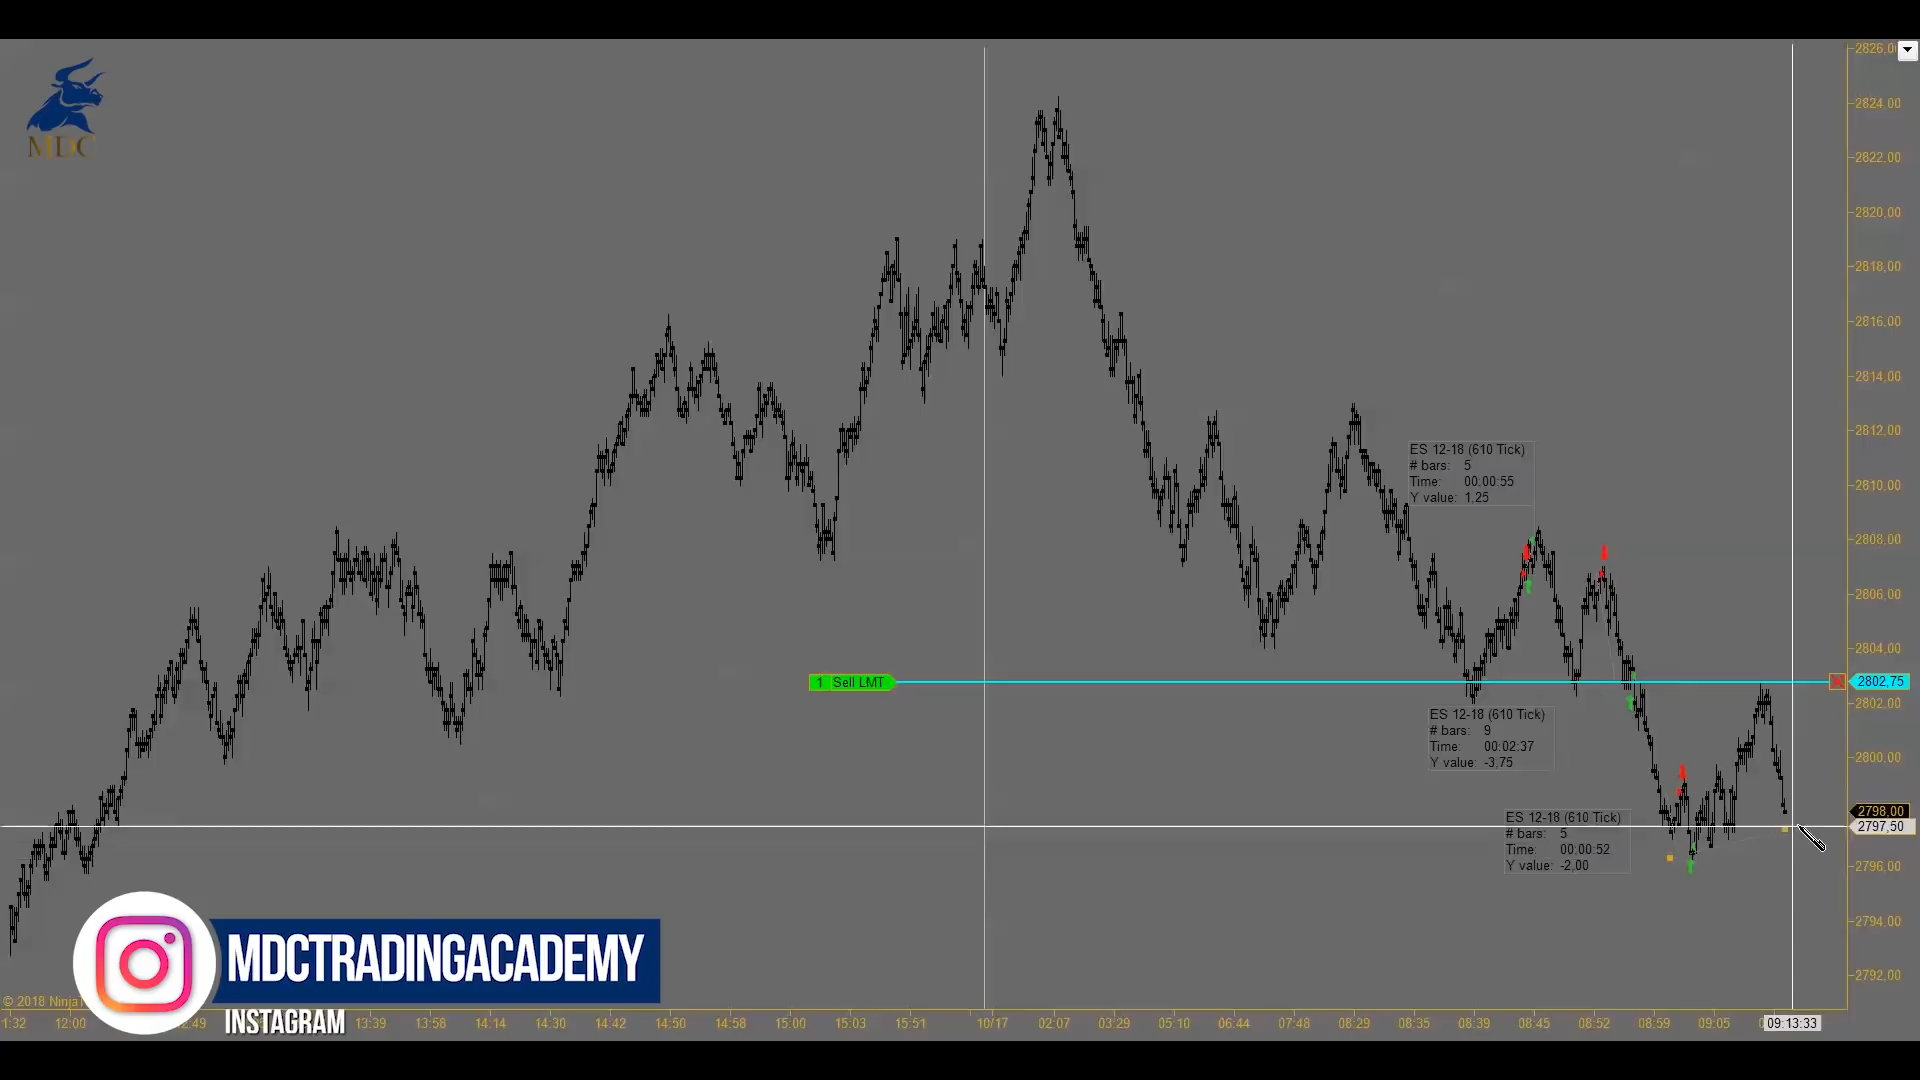 MDC
2826,0
2824,00
2822,00
2820,00
2818,00
2816,00
2814,00
2812,00
2810,00
2808,00
2806,00
2804,00
2802,75
2802,00
2800,00
2798,00
2797,50
2796,00
2794,00
2792,00
ES 12-18 (610 Tick)
# bars: 5
Time: 00:00:55
Y value: 1,25
1 Sell LMT
ES 12-18 (610 Tick)
# bars: 9
Time: 00:02:37
Y value: -3,75
ES 12-18 (610 Tick)
# bars: 5
Time: 00:00:52
Y value: -2,00
MDCTRADINGACADEMY
INSTAGRAM
© 2018 Ninja
1:32 12:00 2:49 13:39 13:58 14:14 14:30 14:42 14:50 14:58 15:00 15:03 15:51 10/17 02:07 03:29 05:10 06:44 07:48 08:29 08:35 08:39 08:45 08:52 08:59 09:05 09:13:33